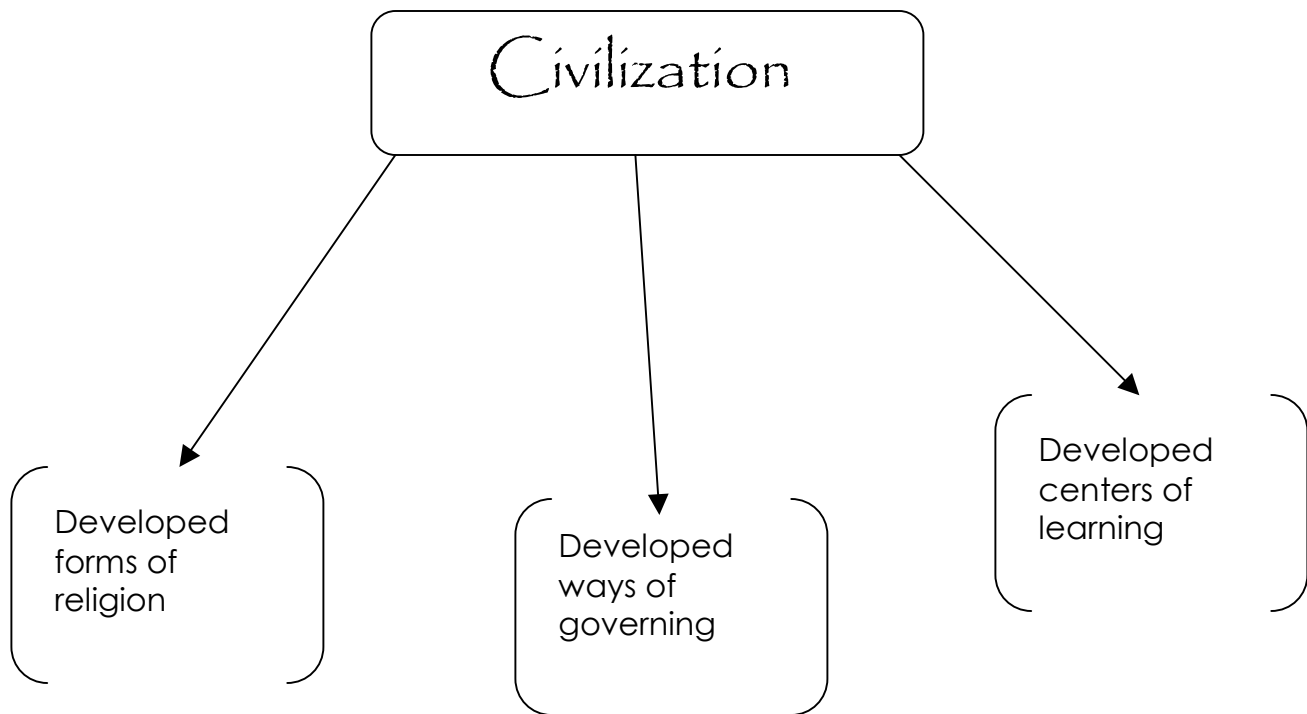 Civilization
Developed
forms of
religion
Developed
ways of
governing
Developed
centers of
learning